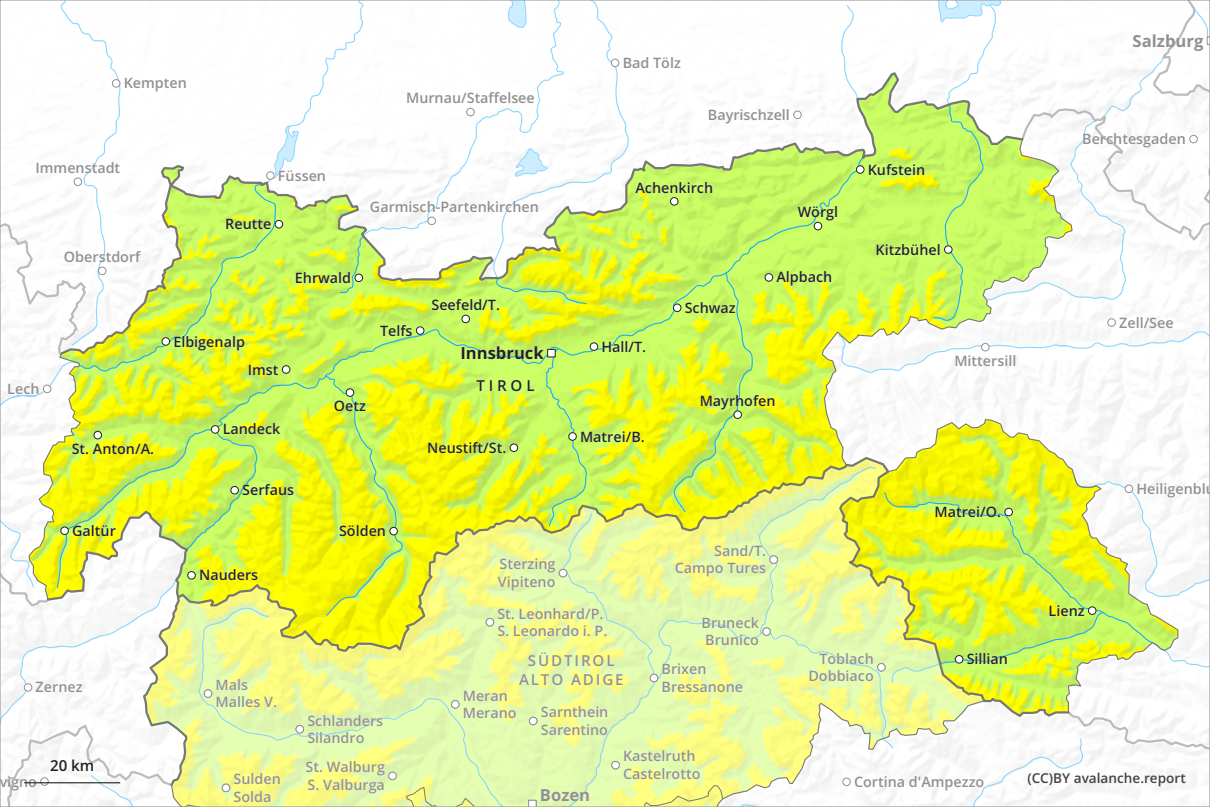 Salzburg
Kempten
Bad Tölz
Murnau/Staffelsee
Bayrischzell
Berchtesgaden
Immenstadt
Füssen
Kufstein
Achenkirch
Garmisch-Partenkirchen
Wörgl
Reutte
Oberstdorf
Kitzbühel
Ehrwald
Alpbach
Seefeld/T.
Schwaz
Telfs
Zell/See
Elbigenalp
Innsbruck
Hall/T.
Mittersill
Imst
Lech
TIROL
Oetz
Mayrhofen
Landeck
Matrei/B.
St. Anton/A.
Neustift/St.
Serfaus
Heiligenblu
Matrei/O.
Galtür
Sölden
Sand/T.
Campo Tures
Sterzing
Vipiteno
Nauders
Lienz
St. Leonhard/P.
S. Leonardo i. P.
Bruneck
Brunico
Sillian
SÜDTIROL
ALTO ADIGE
Toblach
Dobbiaco
Brixen
Bressanone
Zernez
Mals
Malles V.
Meran
Merano
Sarnthein
Sarentino
Schlanders
Silandro
Kastelruth
Castelrotto
St. Walburg
S. Valburga
20 km
vigno
Sulden
Solda
Cortina d'Ampezzo
(CC)BY avalanche.report
Bozen